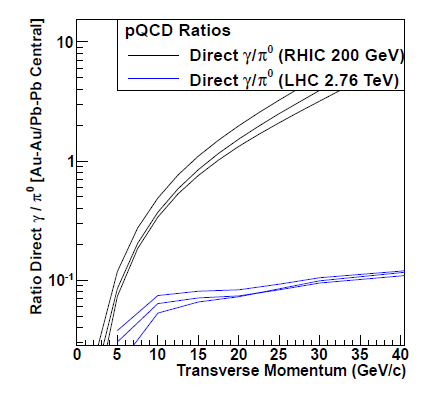 pQCD Ratios
Direct γ/π⁰ (RHIC 200 GeV)
Direct γ/π⁰ (LHC 2.76 TeV)
Ratio Direct γ / π⁰ [Au-Au/Pb-Pb Central]
10
1
10⁻¹
0 5 10 15 20 25 30 35 40
Transverse Momentum (GeV/c)